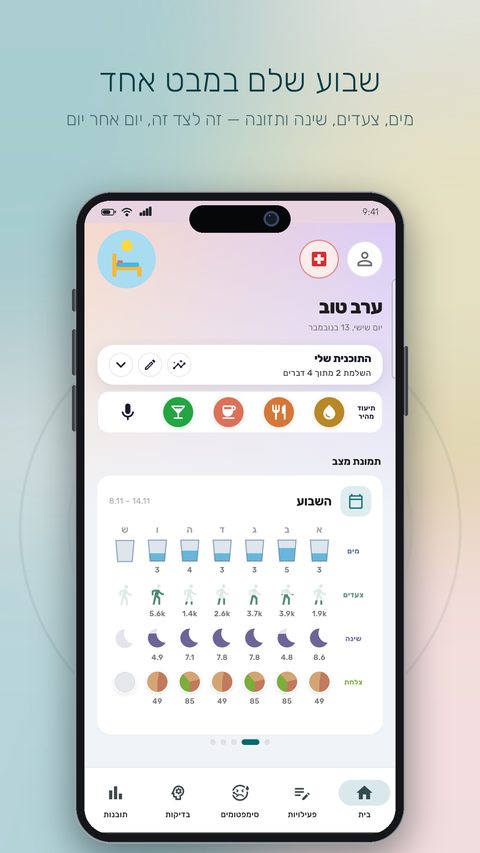 שבוע שלם במבט אחד
מים, צעדים, שינה ותזונה — זה לצד זה, יום אחר יום
9:41
ערב טוב
יום שישי, 13 בנובמבר
התוכנית שלי
השלמת 2 מתוך 4 דברים
תיעוד
מהיר
תמונת מצב
השבוע
8.11 – 14.11
א ב ג ד ה ו ש
מים
3 5 3 3 4 3
צעדים
1.9k 3.9k 3.7k 2.6k 1.4k 5.6k
שינה
8.6 4.8 7.8 7.8 7.1 4.9
צלחת
49 85 85 49 85 49
בית פעילויות סימפטומים בדיקות תובנות